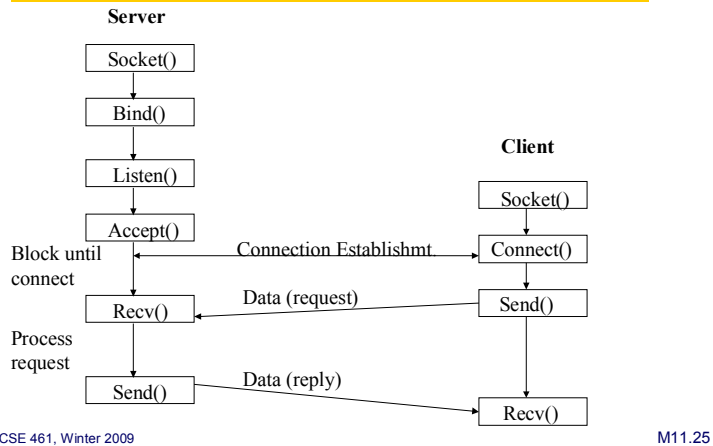 Server
Socket()
Bind()
Client
Listen()
Socket()
Accept()
Block until
connect
Connection Establishmt.
Connect()
Data (request)
Send()
Recv()
Process
request
Data (reply)
Send()
Recv()
CSE 461, Winter 2009
M11.25